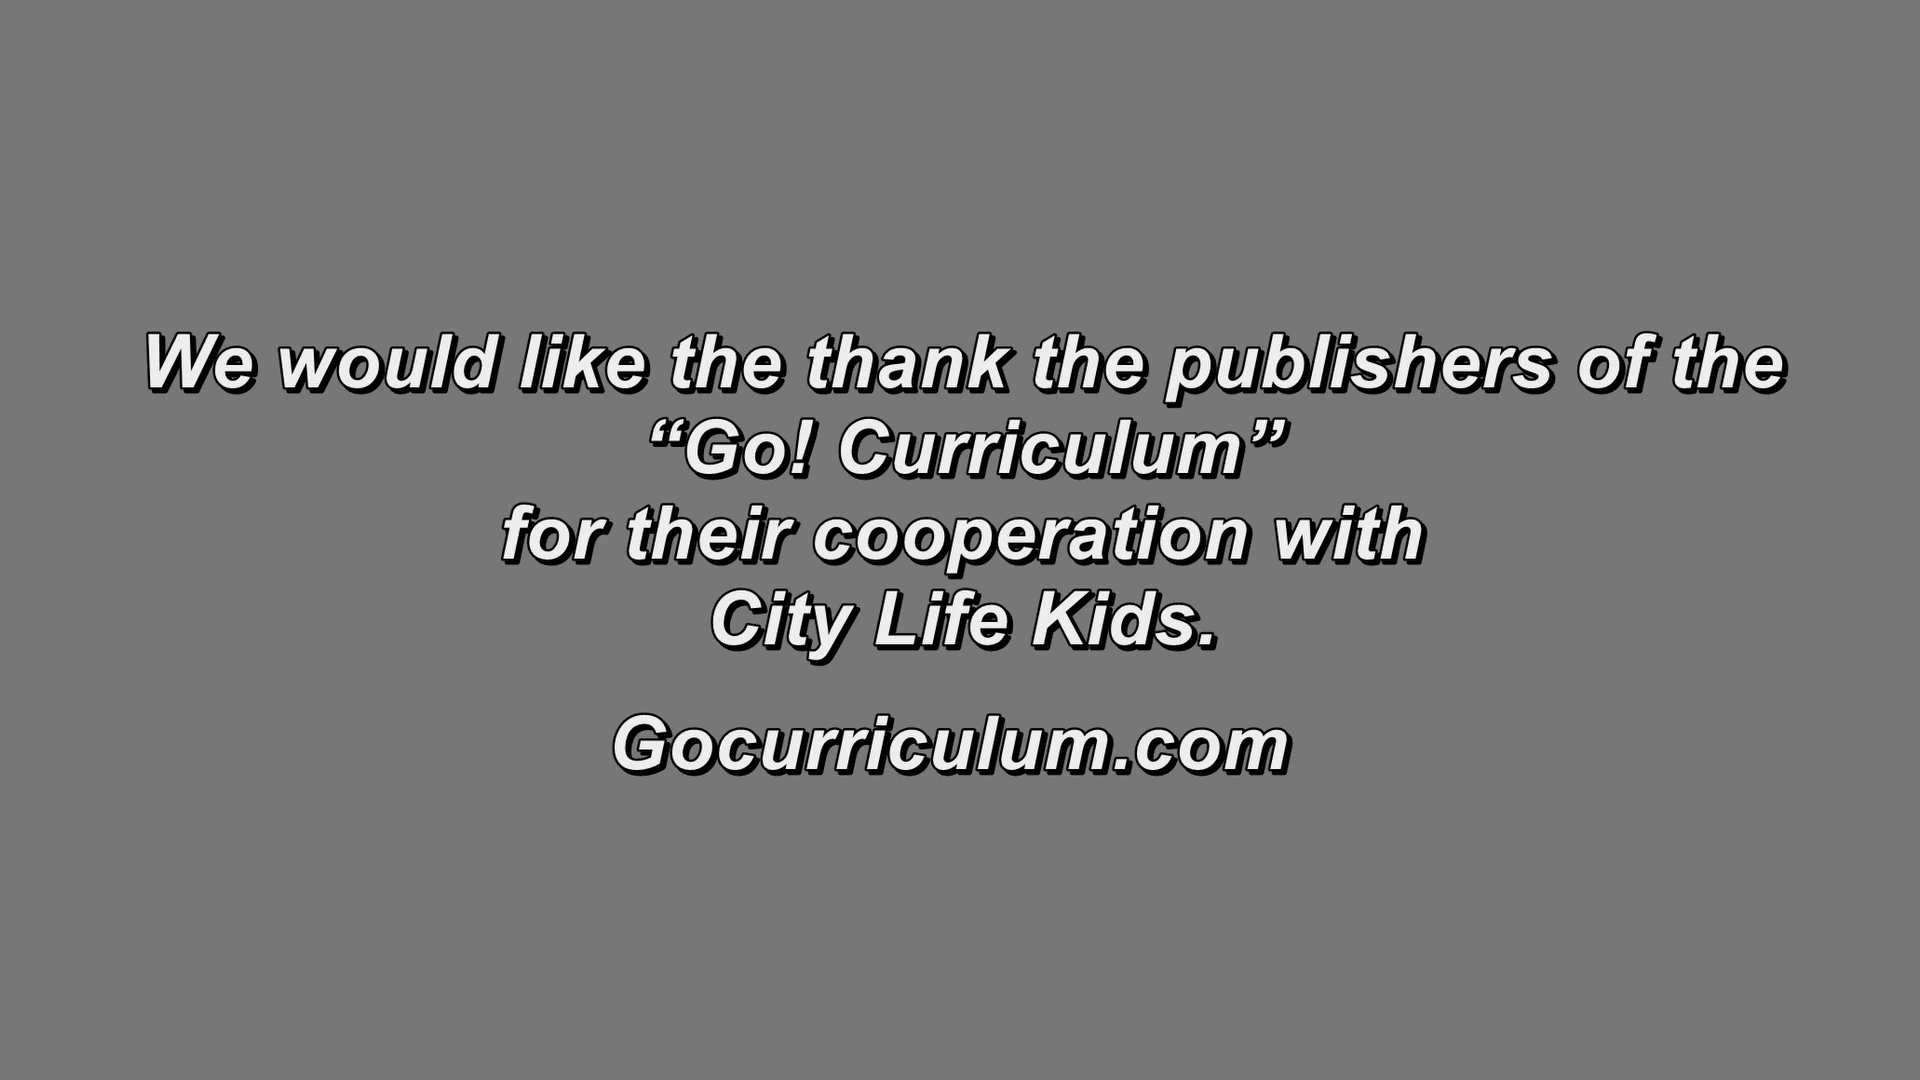 We would like the thank the publishers of the
“Go! Curriculum”
for their cooperation with
City Life Kids.
Gocurriculum.com